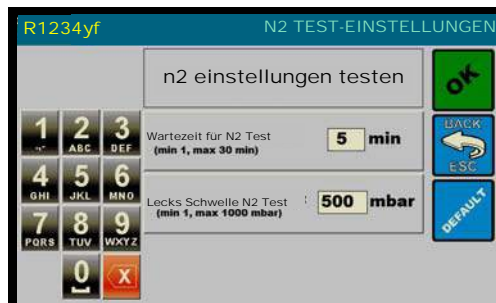 R1234yf
N2 TEST-EINSTELLUNGEN
n2 einstellungen testen
OK
1 2 3
.,-" ABC DEF
4 5 6
GHI JKL MNO
7 8 9
PQRS TUV WXYZ
0 X
Wartezeit für N2 Test 5 min
(min 1, max 30 min)
Lecks Schwelle N2 Test : 500 mbar
(min 1, max 1000 mbar)
BACK
ESC
DEFAULT